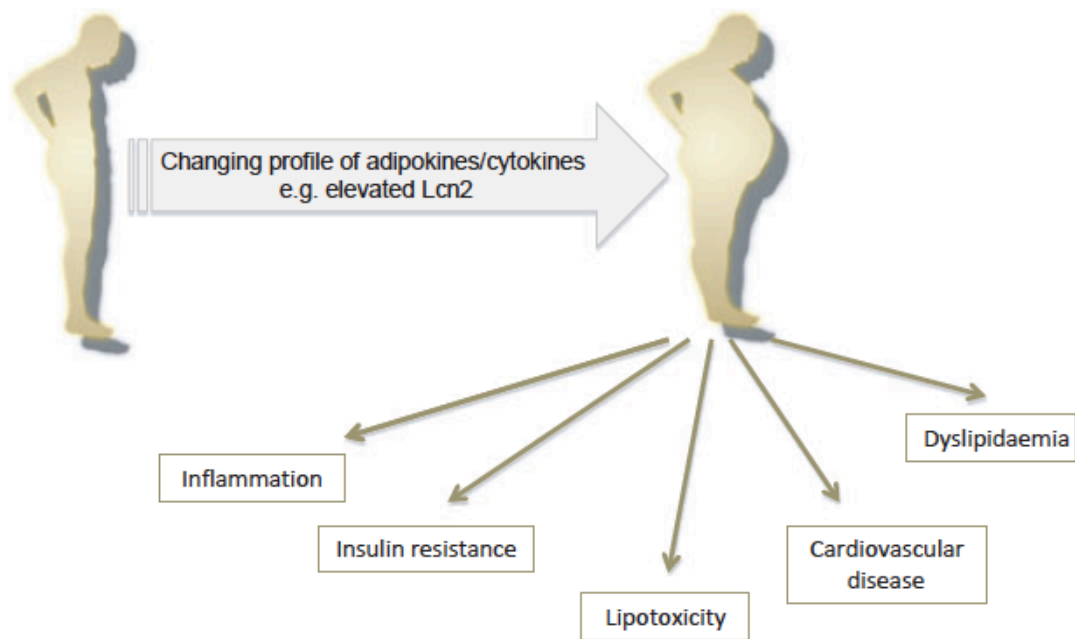 Changing profile of adipokines/cytokines
e.g. elevated Lcn2
Dyslipidaemia
Inflammation
Insulin resistance
Cardiovascular
disease
Lipotoxicity